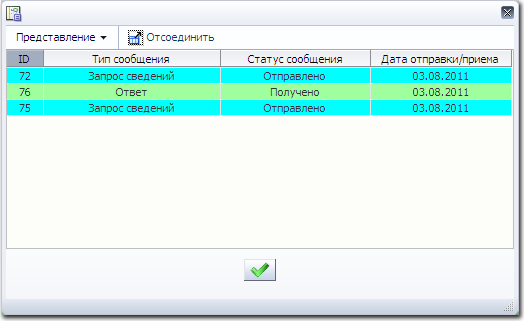 Представление Отсоединить
ID Тип сообщения Статус сообщения Дата отправки/приема
72 Запрос сведений Отправлено 03.08.2011
76 Ответ Получено 03.08.2011
75 Запрос сведений Отправлено 03.08.2011